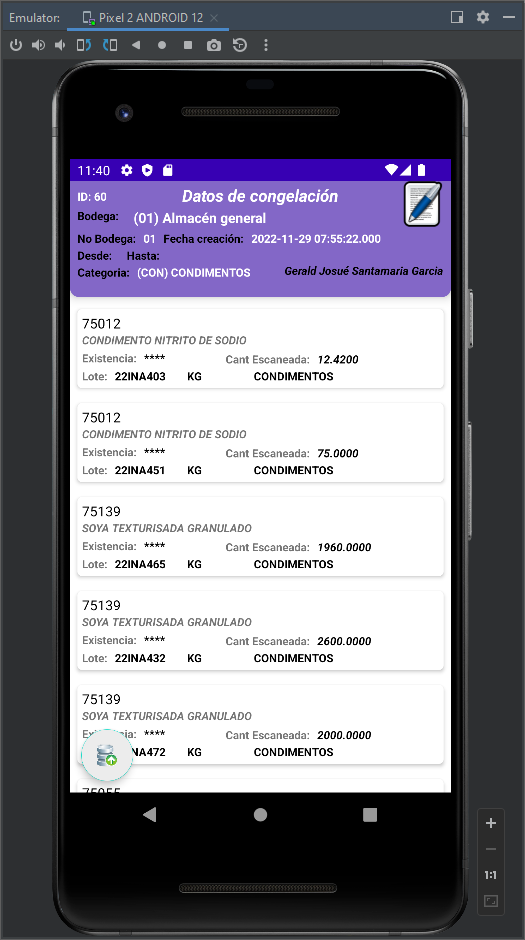 Emulator: Pixel 2 ANDROID 12
11:40
ID: 60 Datos de congelación
Bodega: (01) Almacén general
No Bodega: 01 Fecha creación: 2022-11-29 07:55:22.000
Desde: Hasta:
Categoria: (CON) CONDIMENTOS Gerald Josué Santamaria Garcia
75012
CONDIMENTO NITRITO DE SODIO
Existencia: **** Cant Escaneada: 12.4200
Lote: 22INA403 KG CONDIMENTOS
75012
CONDIMENTO NITRITO DE SODIO
Existencia: **** Cant Escaneada: 75.0000
Lote: 22INA451 KG CONDIMENTOS
75139
SOYA TEXTURISADA GRANULADO
Existencia: **** Cant Escaneada: 1960.0000
Lote: 22INA465 KG CONDIMENTOS
75139
SOYA TEXTURISADA GRANULADO
Existencia: **** Cant Escaneada: 2600.0000
Lote: 22INA432 KG CONDIMENTOS
75139
SOYA TEXTURISADA GRANULADO
**** Cant Escaneada: 2000.0000
NA472 KG CONDIMENTOS
1:1